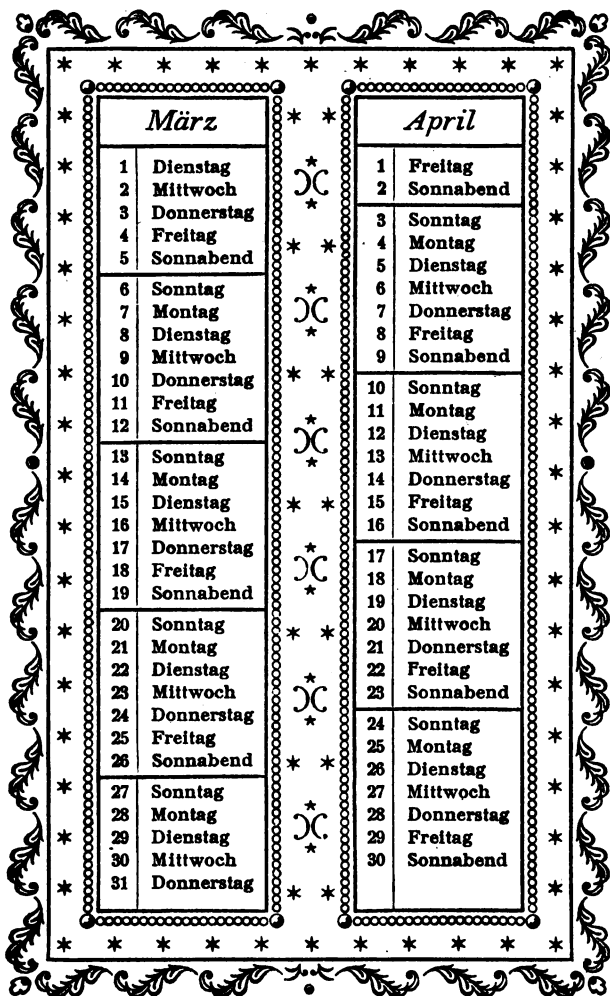 März
1 Dienstag
2 Mittwoch
3 Donnerstag
4 Freitag
5 Sonnabend
6 Sonntag
7 Montag
8 Dienstag
9 Mittwoch
10 Donnerstag
11 Freitag
12 Sonnabend
13 Sonntag
14 Montag
15 Dienstag
16 Mittwoch
17 Donnerstag
18 Freitag
19 Sonnabend
20 Sonntag
21 Montag
22 Dienstag
23 Mittwoch
24 Donnerstag
25 Freitag
26 Sonnabend
27 Sonntag
28 Montag
29 Dienstag
30 Mittwoch
31 Donnerstag
April
1 Freitag
2 Sonnabend
3 Sonntag
4 Montag
5 Dienstag
6 Mittwoch
7 Donnerstag
8 Freitag
9 Sonnabend
10 Sonntag
11 Montag
12 Dienstag
13 Mittwoch
14 Donnerstag
15 Freitag
16 Sonnabend
17 Sonntag
18 Montag
19 Dienstag
20 Mittwoch
21 Donnerstag
22 Freitag
23 Sonnabend
24 Sonntag
25 Montag
26 Dienstag
27 Mittwoch
28 Donnerstag
29 Freitag
30 Sonnabend